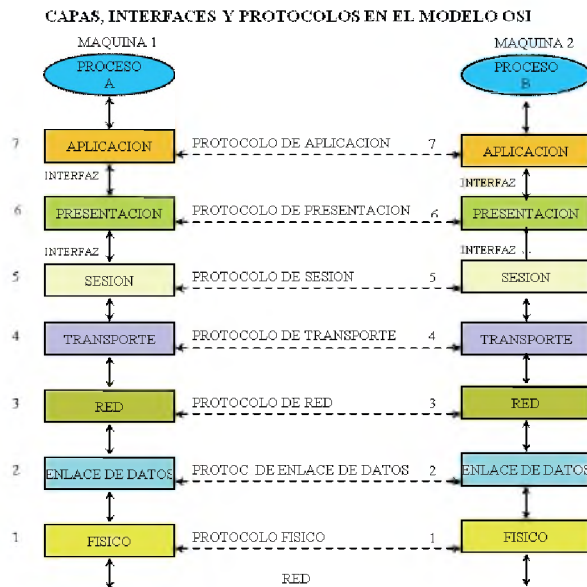 CAPAS, INTERFACES Y PROTOCOLOS EN EL MODELO OSI
MAQUINA 1
MAQUINA 2
PROCESO
A
PROCESO
B
7
APLICACION
PROTOCOLO DE APLICACION
7
APLICACION
INTERFAZ
INTERFAZ
6
PRESENTACION
PROTOCOLO DE PRESENTACION
6
PRESENTACION
INTERFAZ
INTERFAZ ...
5
SESION
PROTOCOLO DE SESION
5
SESION
4
TRANSPORTE
PROTOCOLO DE TRANSPORTE
4
TRANSPORTE
3
RED
PROTOCOLO DE RED
3
RED
2
ENLACE DE DATOS
PROTOC DE ENLACE DE DATOS
2
ENLACE DE DATOS
1
FISICO
PROTOCOLO FISICO
1
FISICO
RED